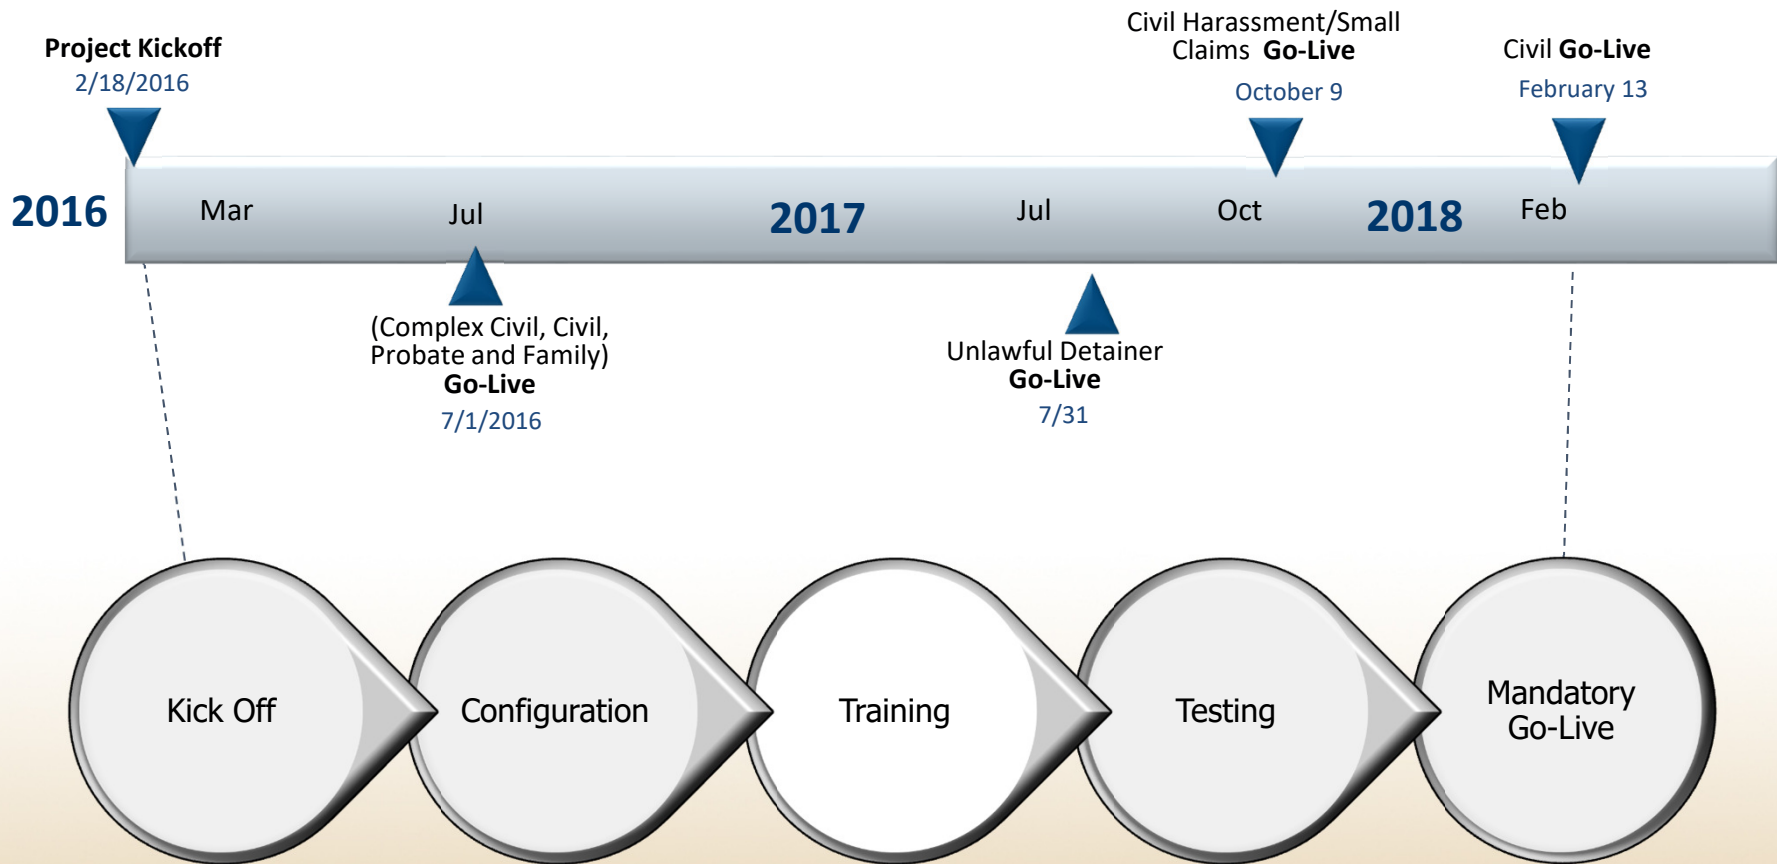 Project Kickoff
2/18/2016
Civil Harassment/Small
Claims Go-Live
October 9
Civil Go-Live
February 13
2016
Mar
Jul
2017
Jul
Oct
2018
Feb
(Complex Civil, Civil,
Probate and Family)
Go-Live
7/1/2016
Unlawful Detainer
Go-Live
7/31
Kick Off
Configuration
Training
Testing
Mandatory
Go-Live